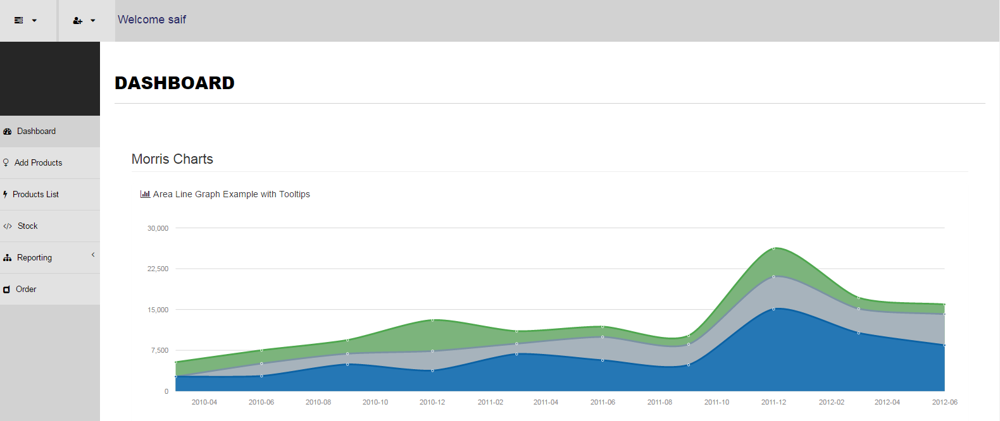 Welcome saif
DASHBOARD
Dashboard
Add Products
Products List
Stock
Reporting
Order
Morris Charts
Area Line Graph Example with Tooltips
30,000
22,500
15,000
7,500
0
2010-04 2010-06 2010-08 2010-10 2010-12 2011-02 2011-04 2011-06 2011-08 2011-10 2011-12 2012-02 2012-04 2012-06